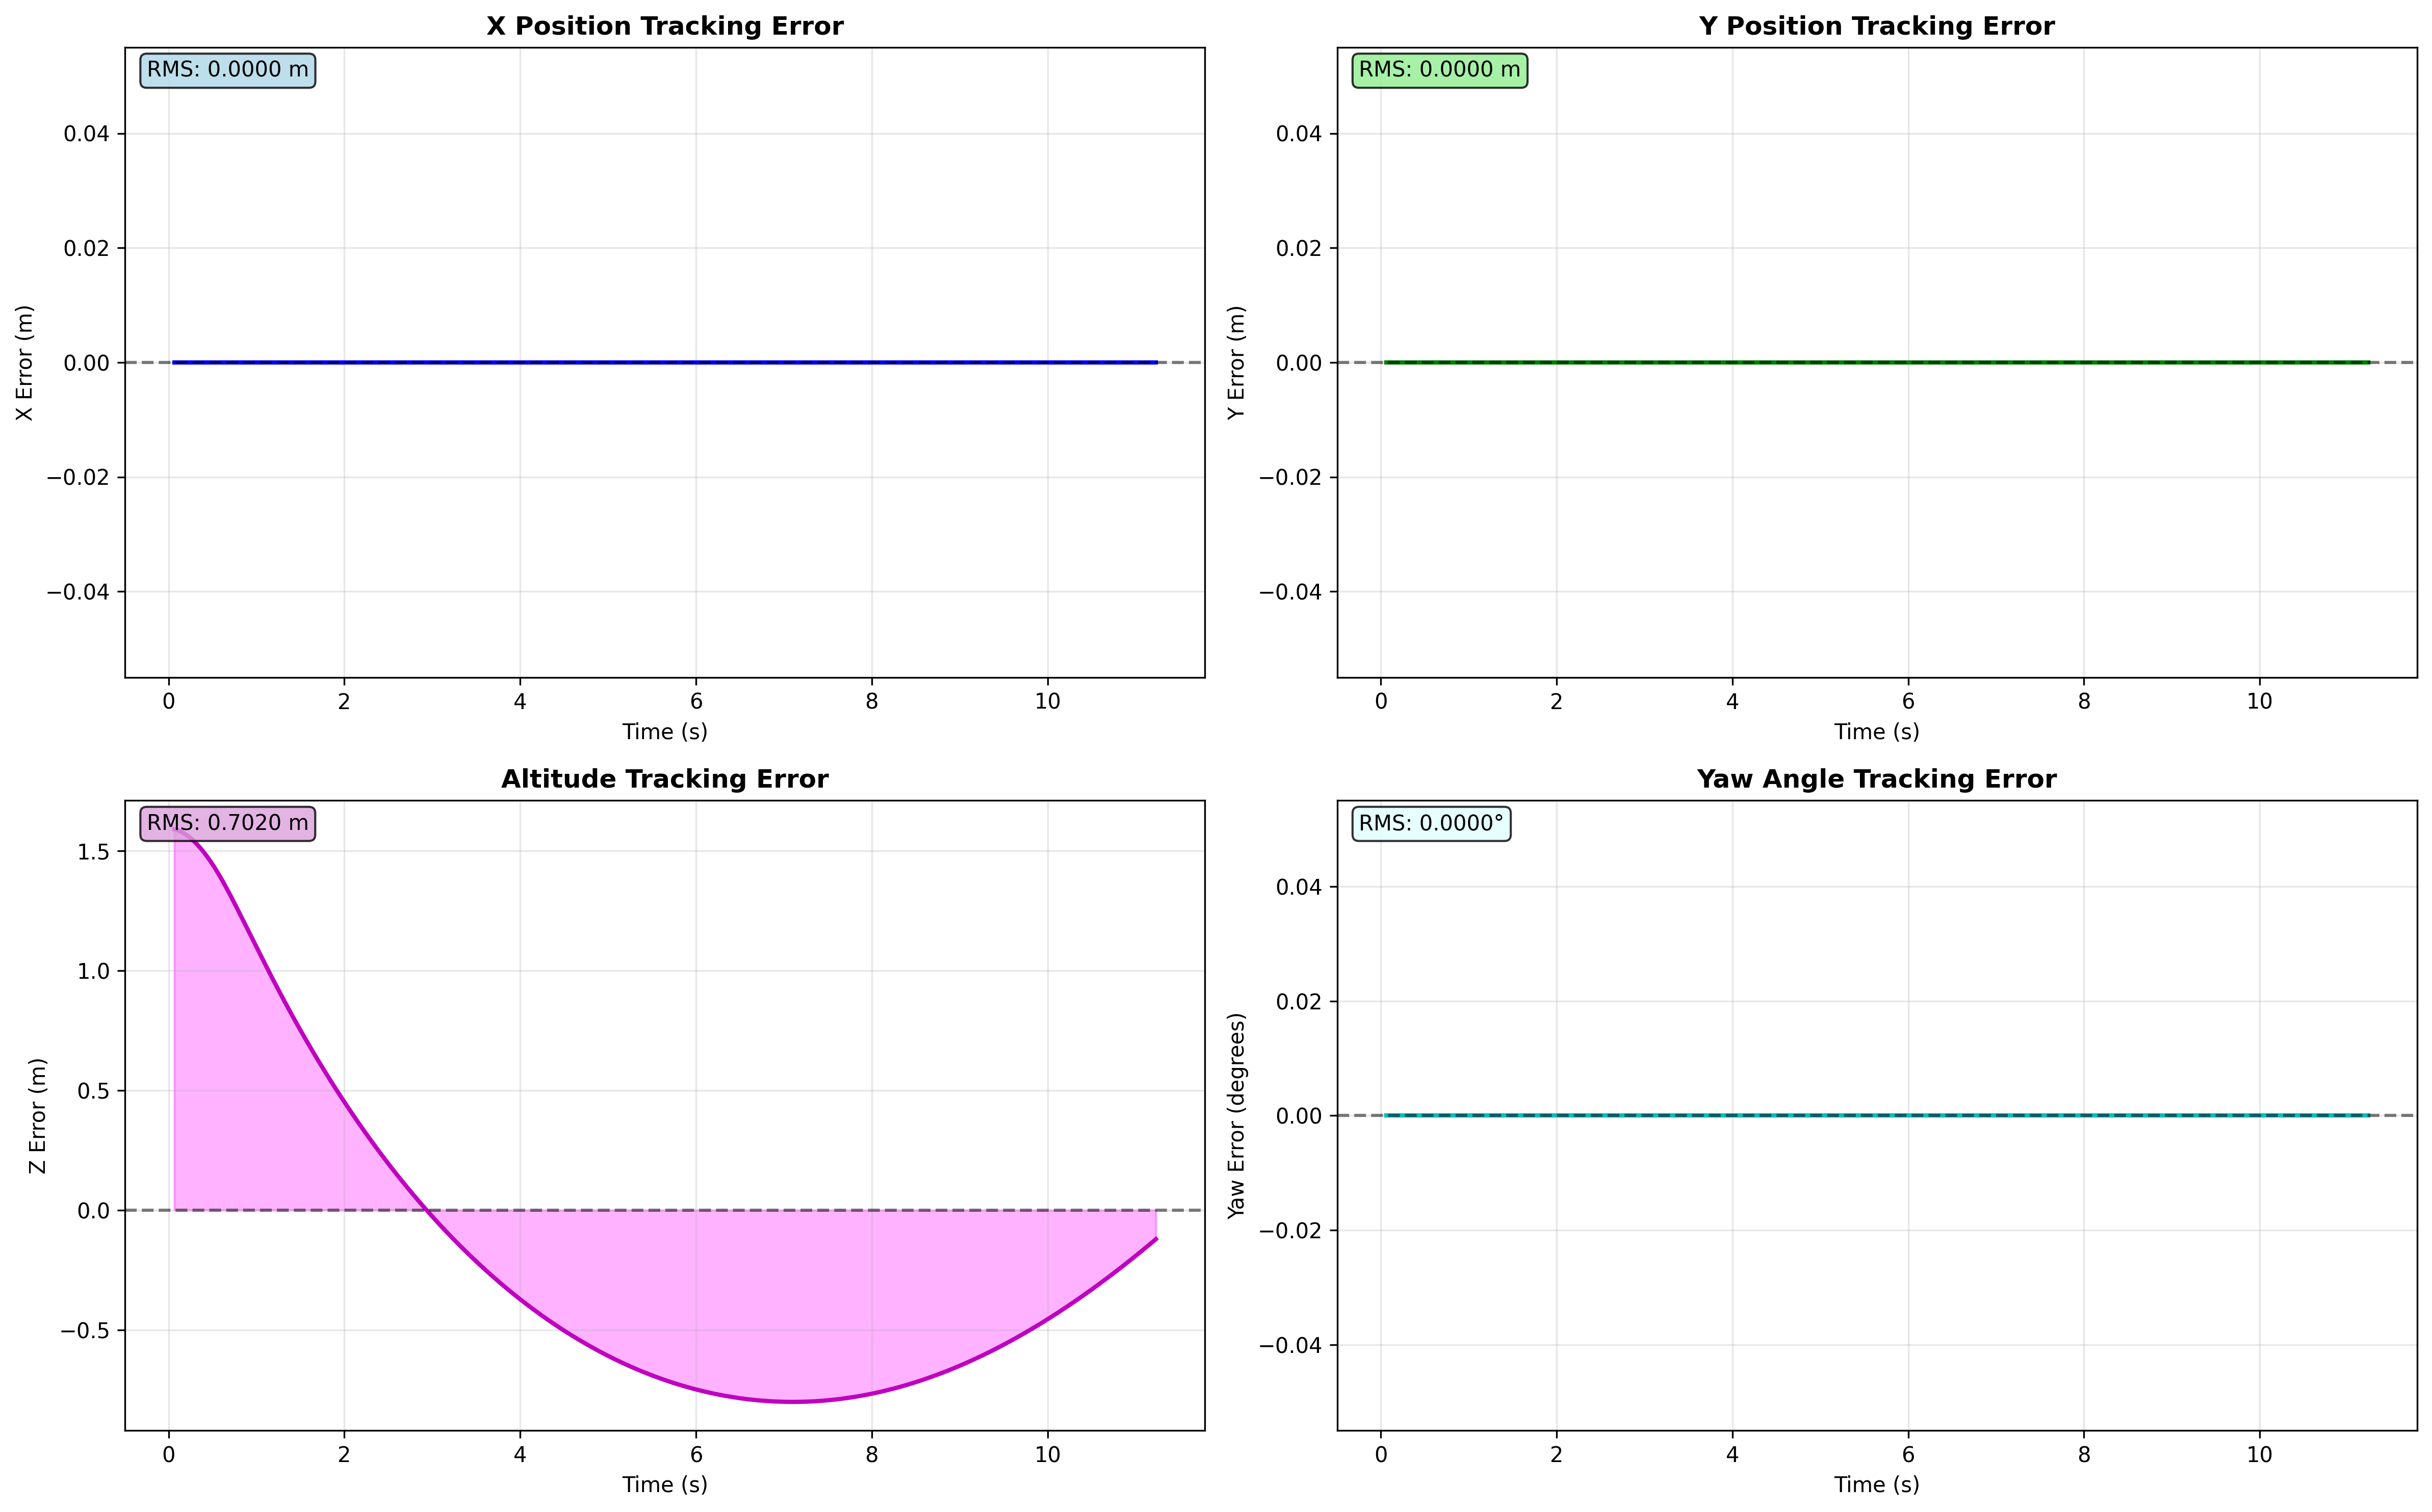 X Position Tracking Error
RMS: 0.0000 m
0.04
0.02
0.00
−0.02
−0.04
X Error (m)
0 2 4 6 8 10
Time (s)
Y Position Tracking Error
RMS: 0.0000 m
0.04
0.02
0.00
−0.02
−0.04
Y Error (m)
0 2 4 6 8 10
Time (s)
Altitude Tracking Error
RMS: 0.7020 m
1.5
1.0
0.5
0.0
−0.5
Z Error (m)
0 2 4 6 8 10
Time (s)
Yaw Angle Tracking Error
RMS: 0.0000°
0.04
0.02
0.00
−0.02
−0.04
Yaw Error (degrees)
0 2 4 6 8 10
Time (s)